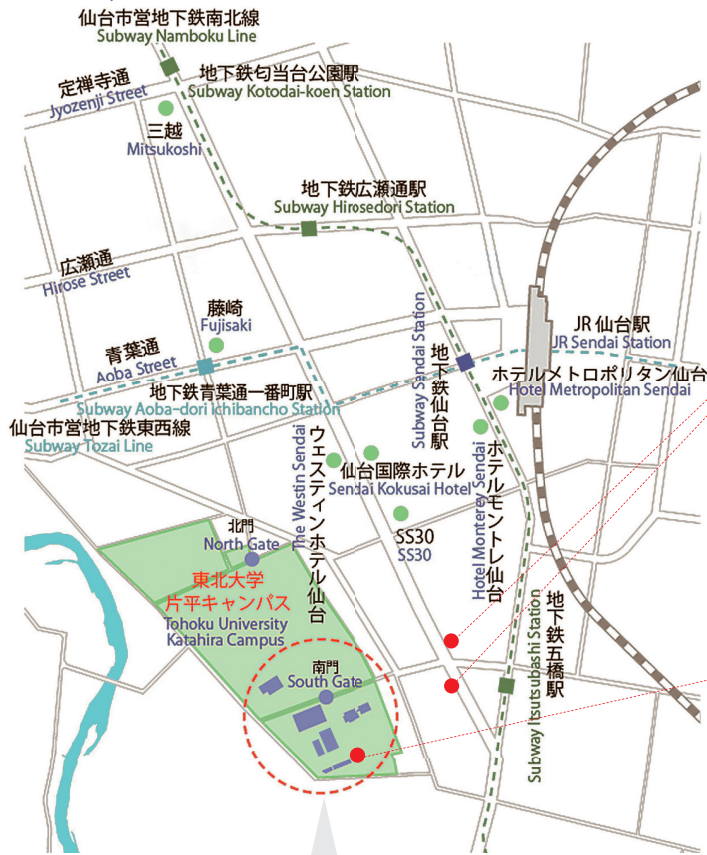 仙台市営地下鉄南北線
Subway Namboku Line
地下鉄匂当台公園駅
Subway Kotodai-koen Station
定禅寺通
Jyozenji Street
三越
Mitsukoshi
地下鉄広瀬通駅
Subway Hirosedori Station
広瀬通
Hirose Street
藤崎
Fujisaki
青葉通
Aoba Street
地下鉄青葉通一番町駅
Subway Aoba-dori Ichibancho Station
仙台市営地下鉄東西線
Subway Tozai Line
地下鉄仙台駅
Subway Sendai Station
JR 仙台駅
JR Sendai Station
ホテルメトロポリタン仙台
Hotel Metropolitan Sendai
ウェスティンホテル仙台
The Westin Sendai
仙台国際ホテル
Sendai Kokusai Hotel
ホテルモントレ仙台
Hotel Monterey Sendai
SS30
SS30
北門
North Gate
東北大学
片平キャンパス
Tohoku University
Katahira Campus
南門
South Gate
地下鉄五橋駅
Subway Itsutsubashi Station